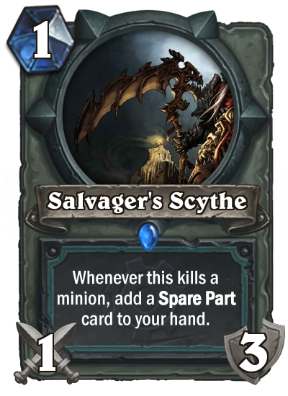 1
Salvager's Scythe
Whenever this kills a
minion, add a Spare Part
card to your hand.
1 3